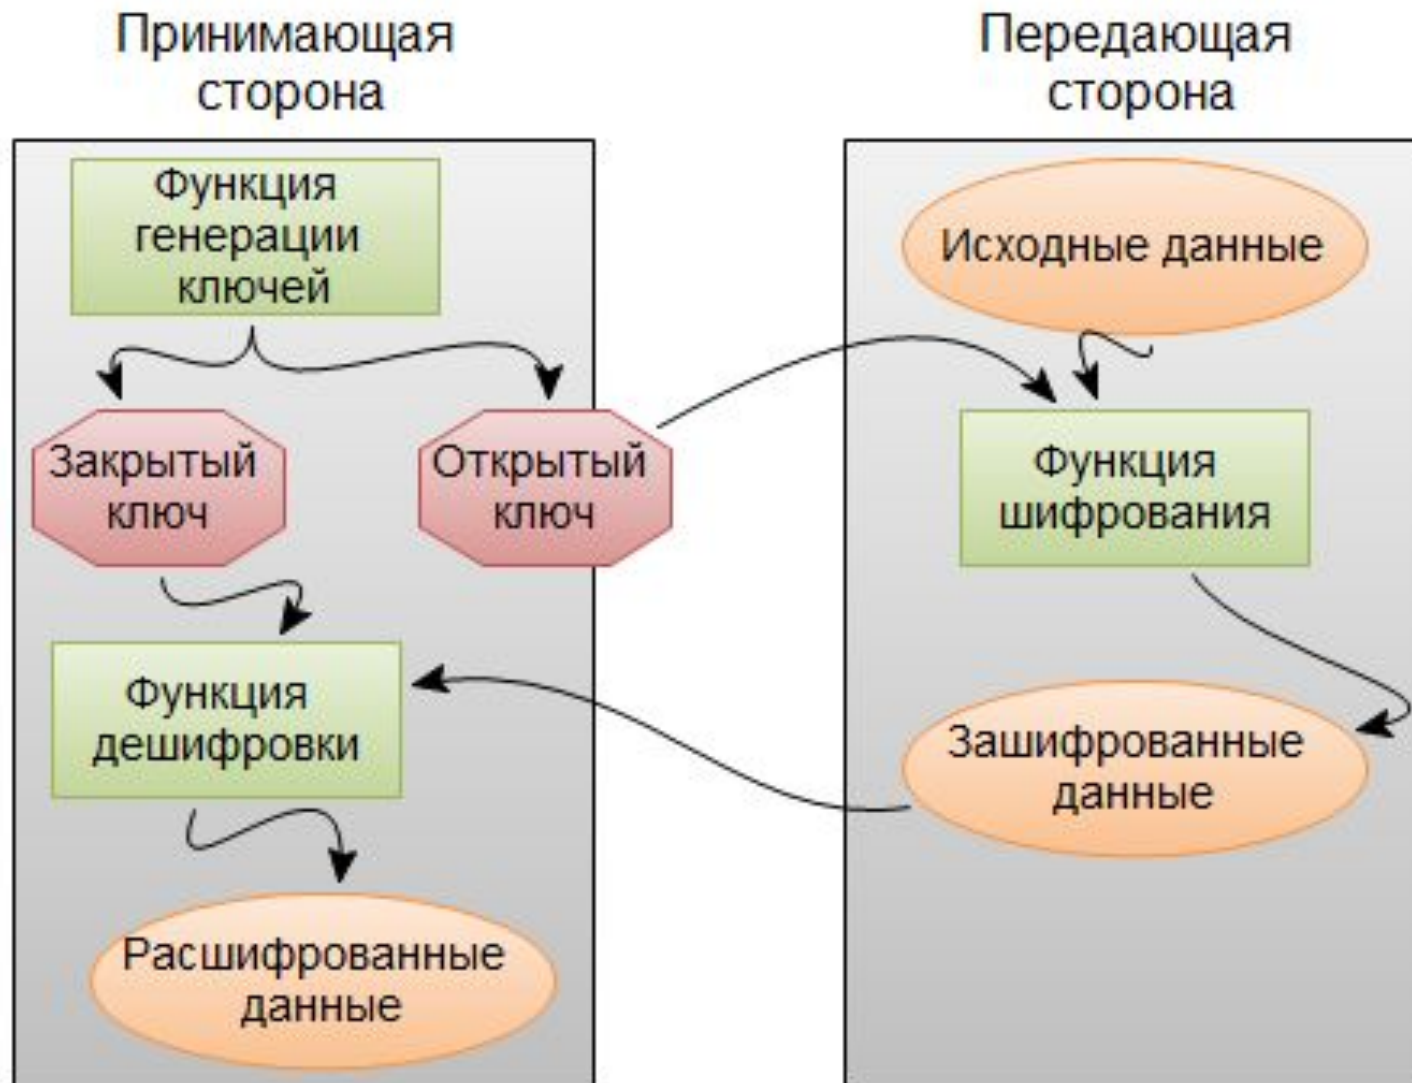 Принимающая
сторона
Передающая
сторона
Функция
генерации
ключей
Исходные данные
Закрытый
ключ
Открытый
ключ
Функция
шифрования
Функция
дешифровки
Зашифрованные
данные
Расшифрованные
данные